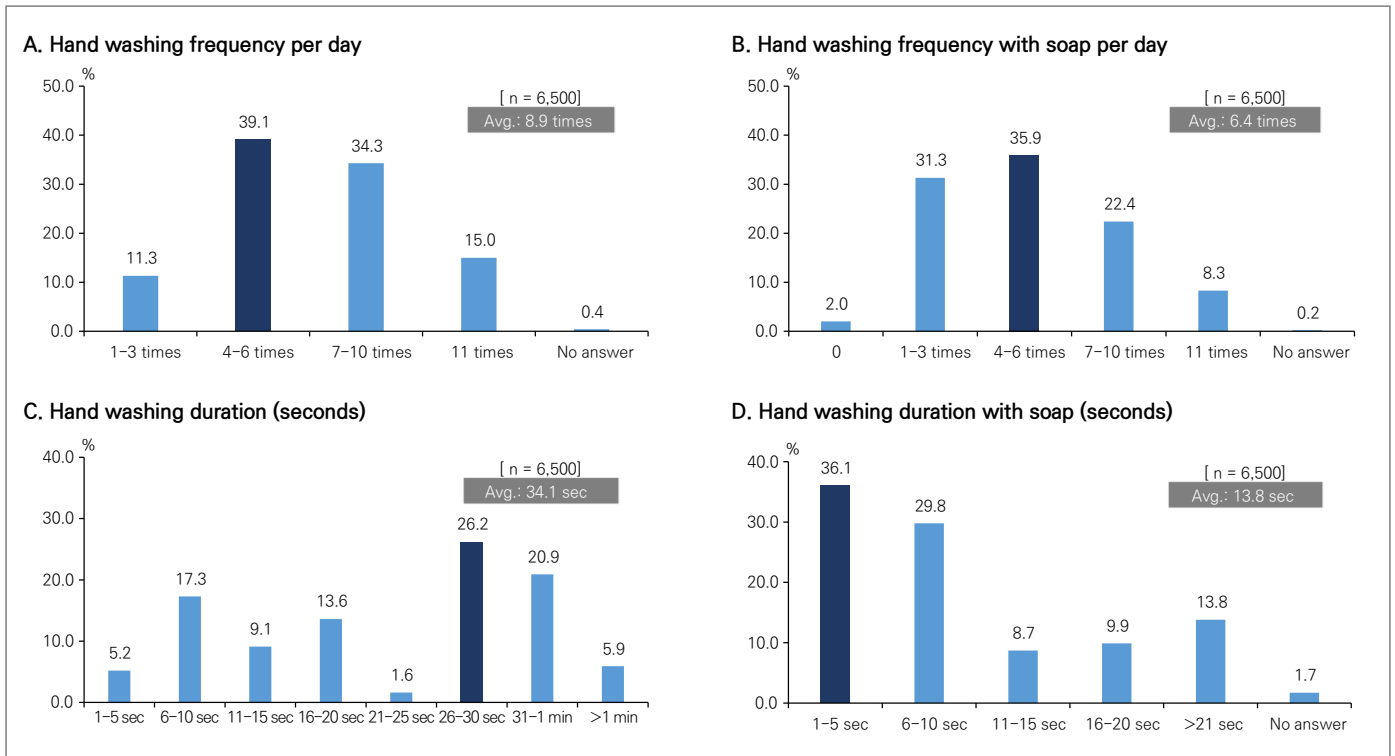 A. Hand washing frequency per day
%
50.0
40.0
30.0
20.0
10.0
0.0
[ n = 6,500]
Avg.: 8.9 times
11.3
39.1
34.3
15.0
0.4
1-3 times
4-6 times
7-10 times
11 times
No answer
B. Hand washing frequency with soap per day
%
50.0
40.0
30.0
20.0
10.0
0.0
[ n = 6,500]
Avg.: 6.4 times
2.0
31.3
35.9
22.4
8.3
0.2
0
1-3 times
4-6 times
7-10 times
11 times
No answer
C. Hand washing duration (seconds)
%
40.0
30.0
20.0
10.0
0.0
[ n = 6,500]
Avg.: 34.1 sec
5.2
17.3
9.1
13.6
1.6
26.2
20.9
5.9
1-5 sec
6-10 sec
11-15 sec
16-20 sec
21-25 sec
26-30 sec
31-1 min
>1 min
D. Hand washing duration with soap (seconds)
%
40.0
30.0
20.0
10.0
0.0
[ n = 6,500]
Avg.: 13.8 sec
36.1
29.8
8.7
9.9
13.8
1.7
1-5 sec
6-10 sec
11-15 sec
16-20 sec
>21 sec
No answer